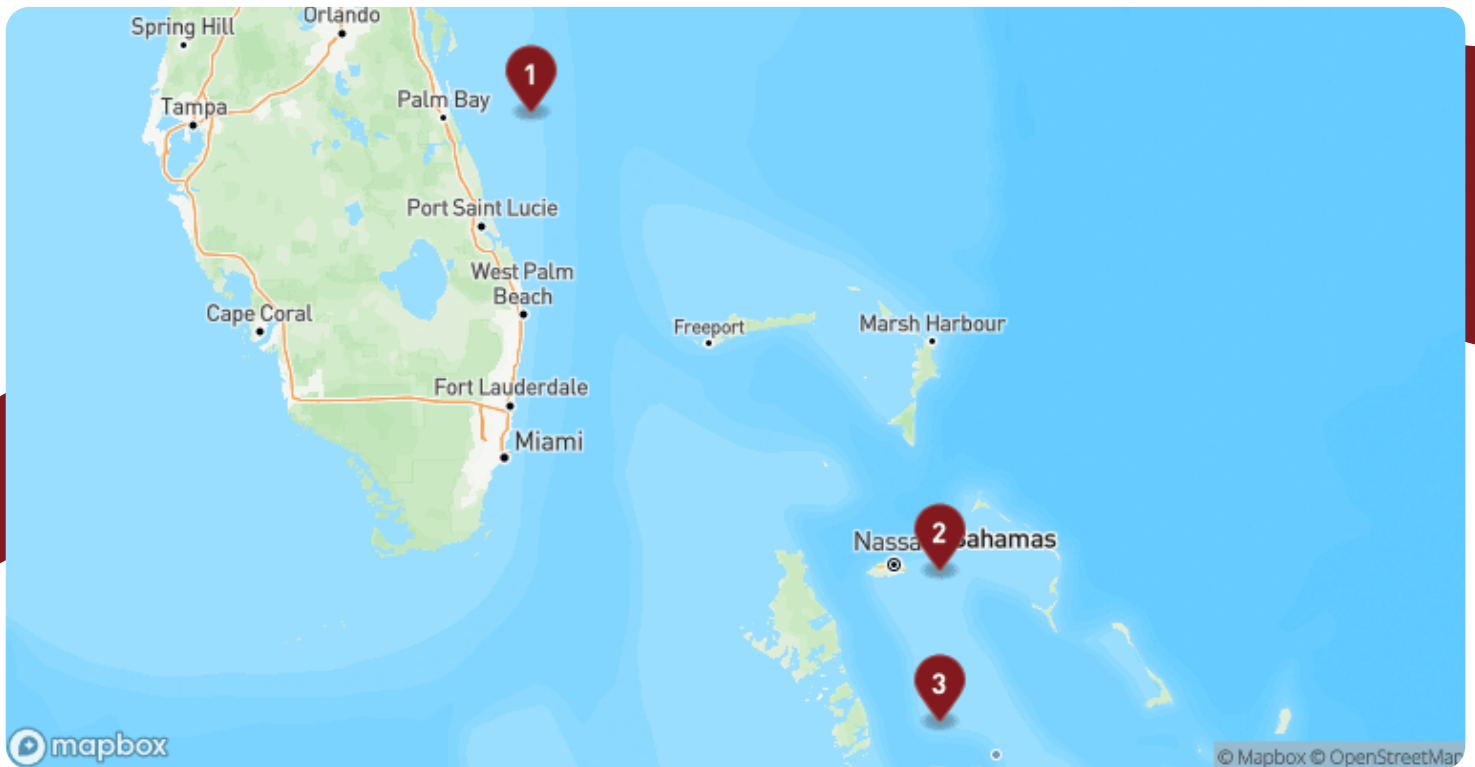 Orlando
Spring Hill
1
Palm Bay
Tampa
Port Saint Lucie
West Palm
Beach
Cape Coral
Freeport
Marsh Harbour
Fort Lauderdale
Miami
2
Nassa
Bahamas
3
mapbox
© Mapbox © OpenStreetMap